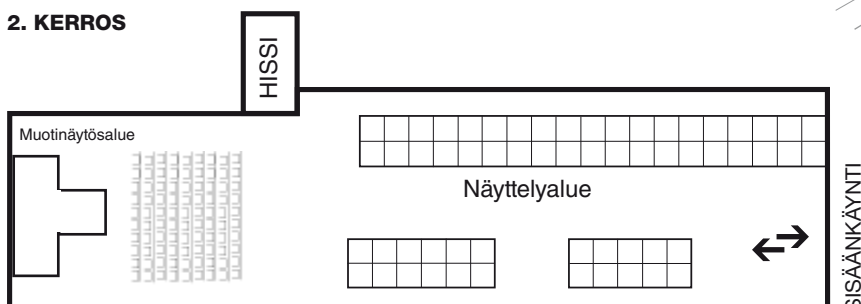 2. KERROS
HISSI
Muotinäytösalue
Näyttelyalue
SISÄÄNKÄYNTI